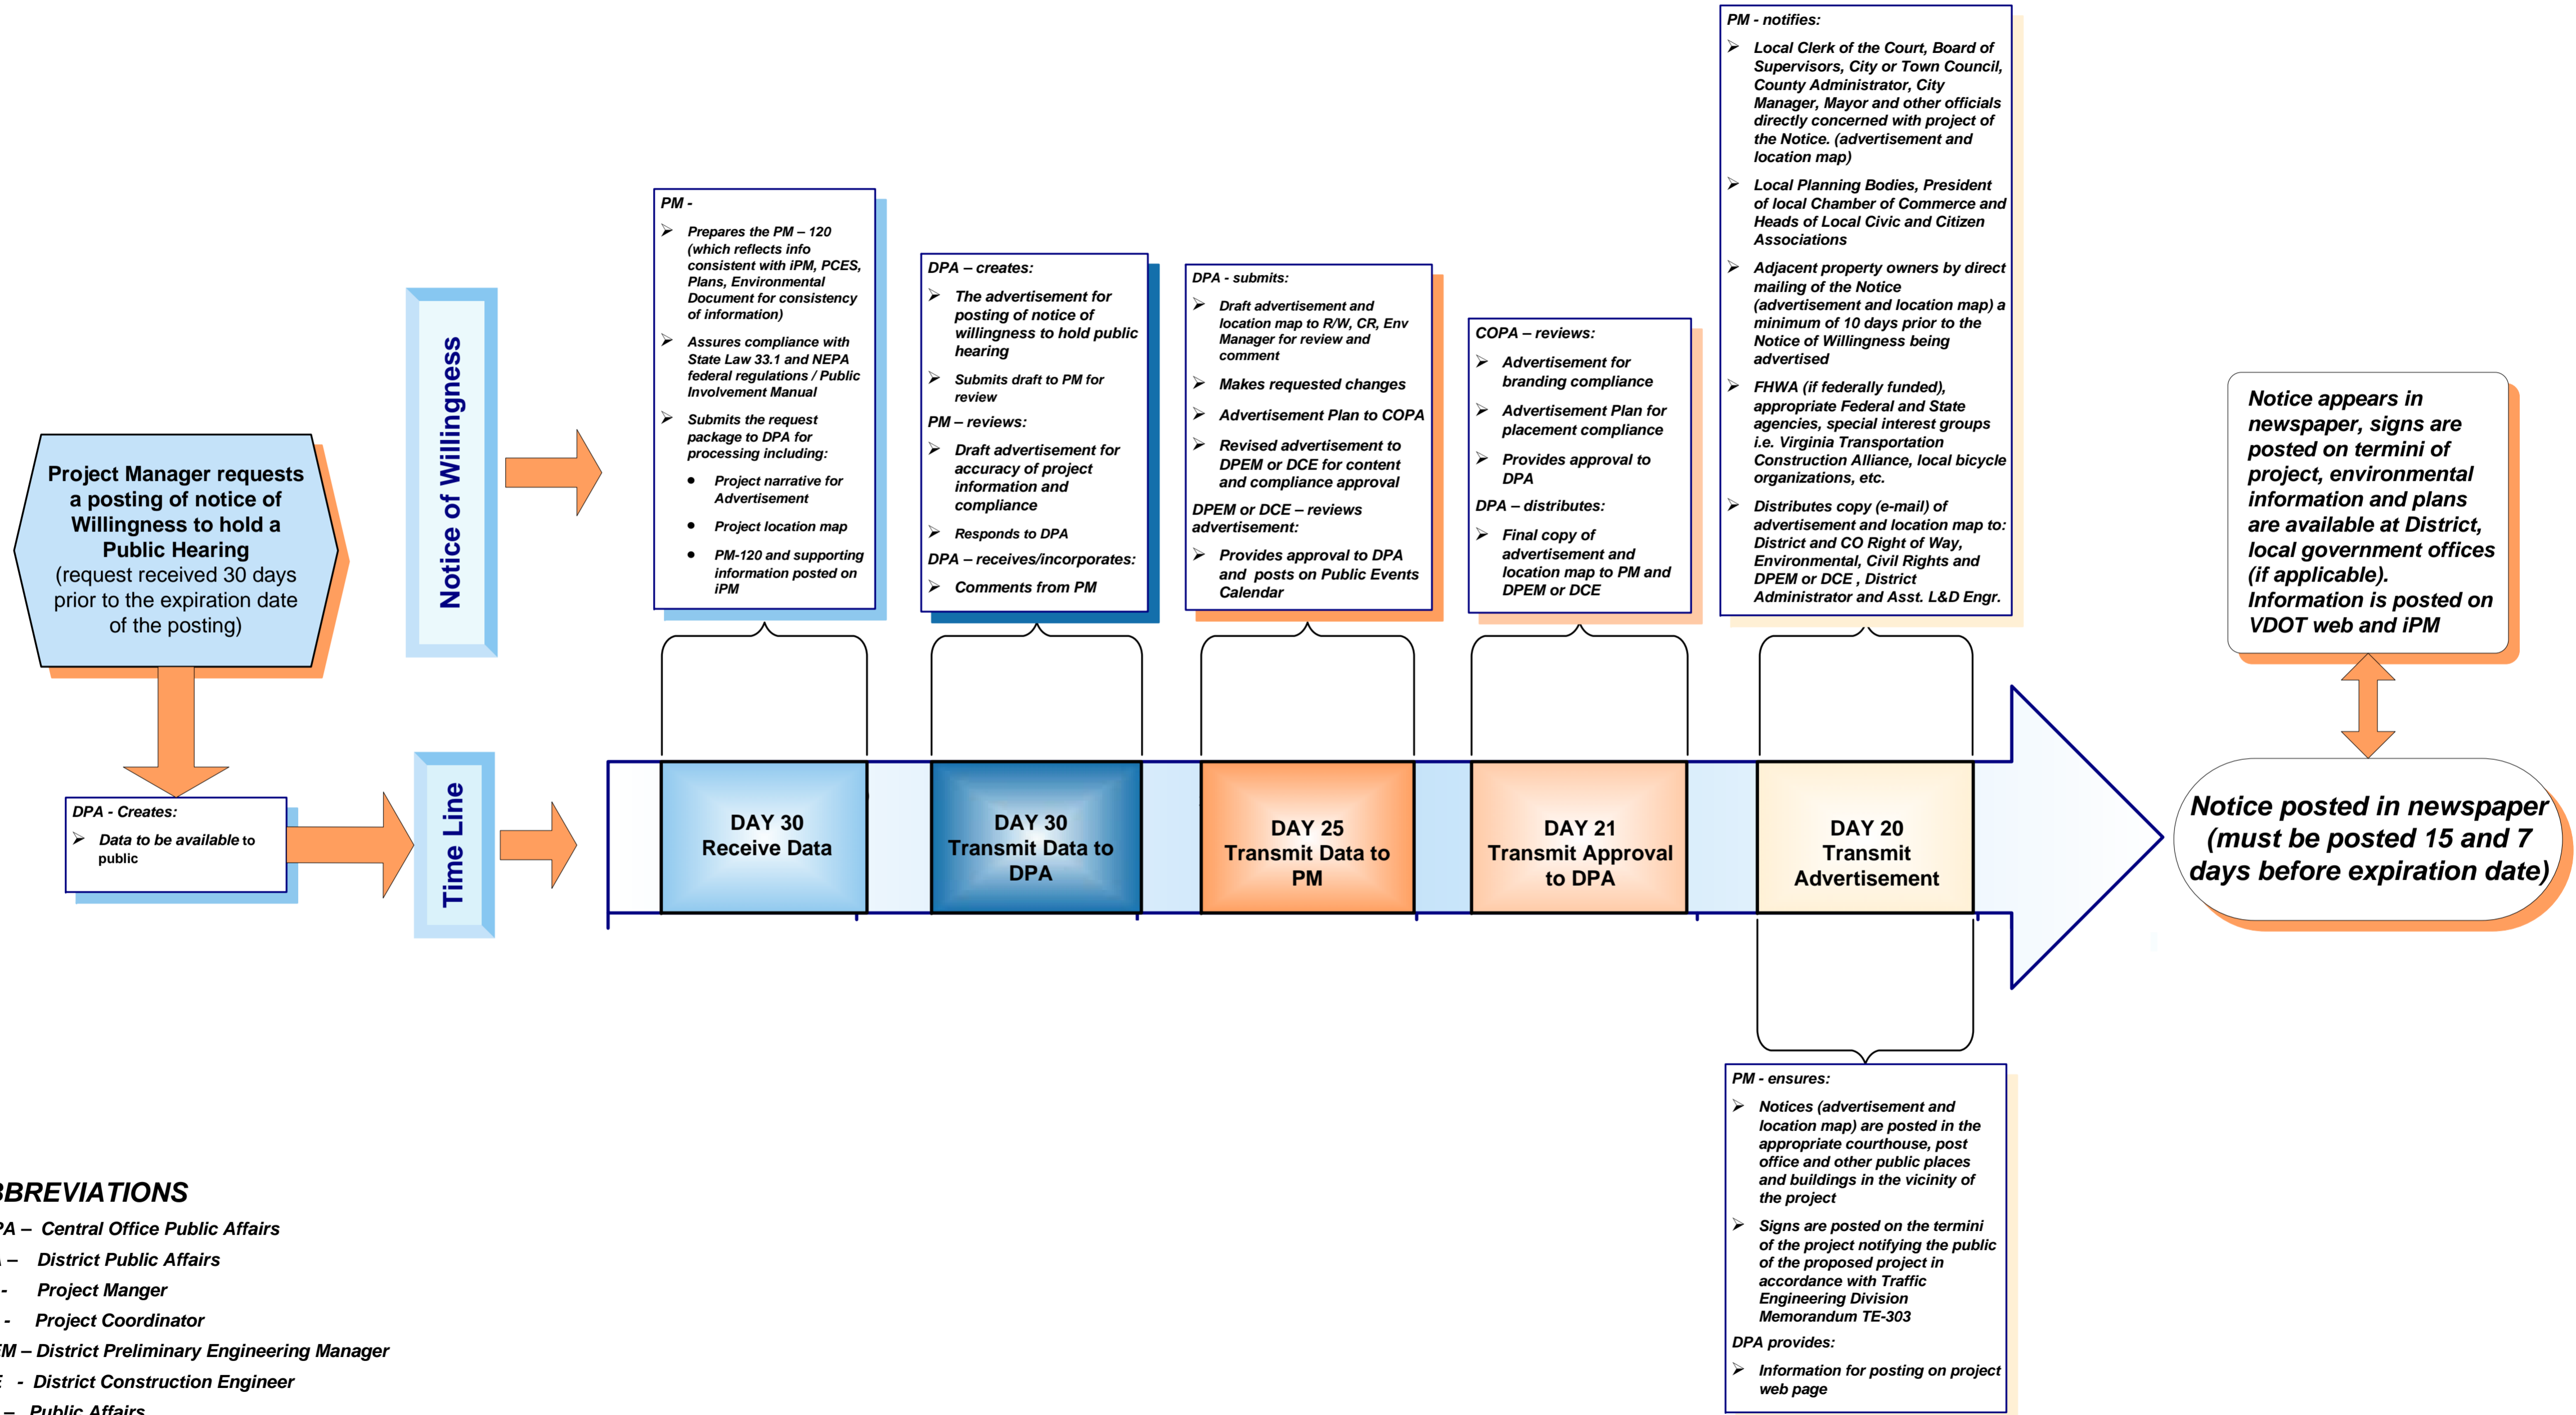 Project Manager requests
a posting of notice of
Willingness to hold a
Public Hearing
(request received 30 days
prior to the expiration date
of the posting)
DPA - Creates:
➢ Data to be available to
public
Notice of Willingness
Time Line
PM -
➢ Prepares the PM – 120
(which reflects info
consistent with iPM, PCES,
Plans, Environmental
Document for consistency
of information)
➢ Assures compliance with
State Law 33.1 and NEPA
federal regulations / Public
Involvement Manual
➢ Submits the request
package to DPA for
processing including:
• Project narrative for
Advertisement
• Project location map
• PM-120 and supporting
information posted on
iPM
DPA – creates:
➢ The advertisement for
posting of notice of
willingness to hold public
hearing
➢ Submits draft to PM for
review
PM – reviews:
➢ Draft advertisement for
accuracy of project
information and
compliance
➢ Responds to DPA
DPA – receives/incorporates:
➢ Comments from PM
DPA - submits:
➢ Draft advertisement and
location map to R/W, CR, Env
Manager for review and
comment
➢ Makes requested changes
➢ Advertisement Plan to COPA
➢ Revised advertisement to
DPEM or DCE for content
and compliance approval
DPEM or DCE – reviews
advertisement:
➢ Provides approval to DPA
and posts on Public Events
Calendar
COPA – reviews:
➢ Advertisement for
branding compliance
➢ Advertisement Plan for
placement compliance
➢ Provides approval to
DPA
DPA – distributes:
➢ Final copy of
advertisement and
location map to PM and
DPEM or DCE
PM - notifies:
➢ Local Clerk of the Court, Board of
Supervisors, City or Town Council,
County Administrator, City
Manager, Mayor and other officials
directly concerned with project of
the Notice. (advertisement and
location map)
➢ Local Planning Bodies, President
of local Chamber of Commerce and
Heads of Local Civic and Citizen
Associations
➢ Adjacent property owners by direct
mailing of the Notice
(advertisement and location map) a
minimum of 10 days prior to the
Notice of Willingness being
advertised
➢ FHWA (if federally funded),
appropriate Federal and State
agencies, special interest groups
i.e. Virginia Transportation
Construction Alliance, local bicycle
organizations, etc.
➢ Distributes copy (e-mail) of
advertisement and location map to:
District and CO Right of Way,
Environmental, Civil Rights and
DPEM or DCE , District
Administrator and Asst. L&D Engr.
DAY 30
Receive Data
DAY 30
Transmit Data to
DPA
DAY 25
Transmit Data to
PM
DAY 21
Transmit Approval
to DPA
DAY 20
Transmit
Advertisement
Notice appears in
newspaper, signs are
posted on termini of
project, environmental
information and plans
are available at District,
local government offices
(if applicable).
Information is posted on
VDOT web and iPM
Notice posted in newspaper
(must be posted 15 and 7
days before expiration date)
PM - ensures:
➢ Notices (advertisement and
location map) are posted in the
appropriate courthouse, post
office and other public places
and buildings in the vicinity of
the project
➢ Signs are posted on the termini
of the project notifying the public
of the proposed project in
accordance with Traffic
Engineering Division
Memorandum TE-303
DPA provides:
➢ Information for posting on project
web page
BBREVIATIONS
PA – Central Office Public Affairs
– District Public Affairs
- Project Manger
- Project Coordinator
M – District Preliminary Engineering Manager
- District Construction Engineer
– Public Affairs